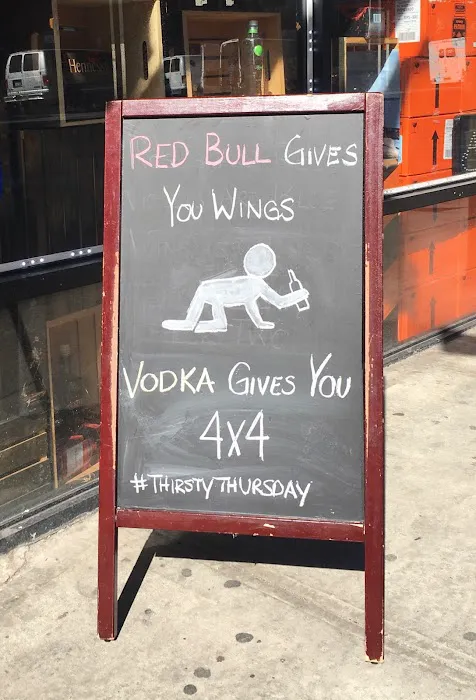 RED BULL GIVES
YOU WINGS
VODKA GIVES YOU
4x4
#THIRSTYTHURSDAY